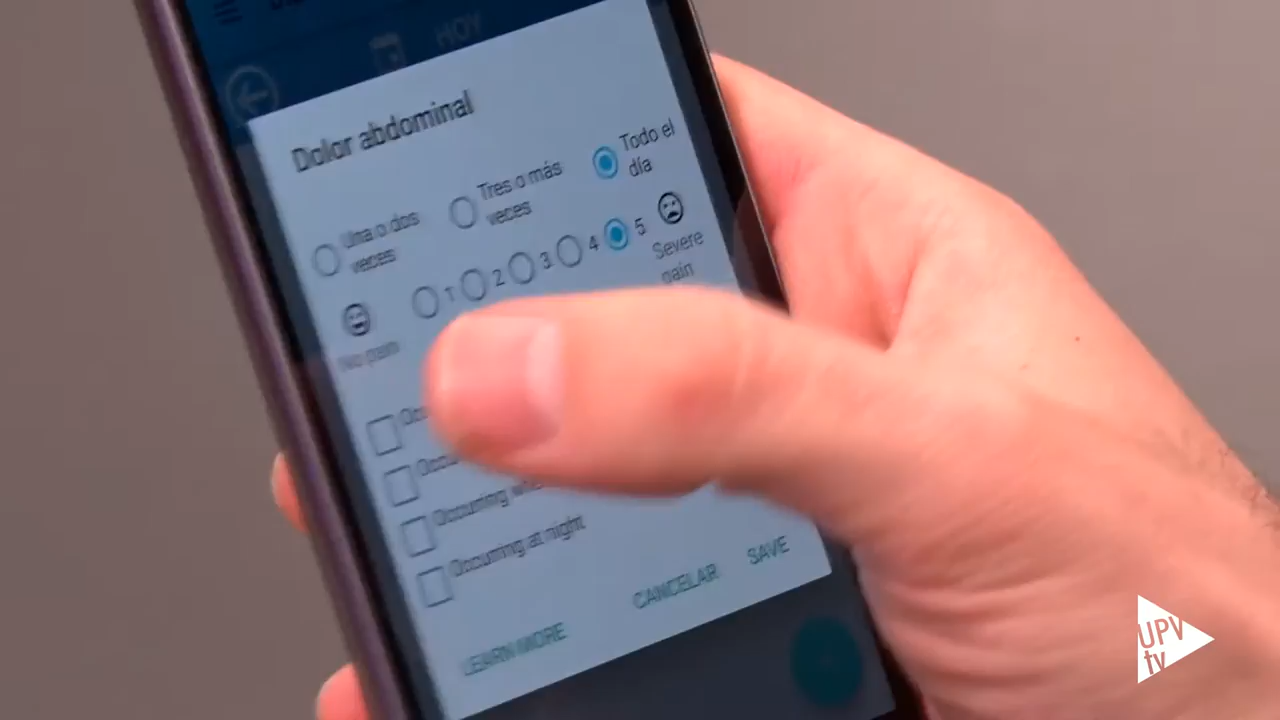 HOY
Dolor abdominal
Una o dos
veces
Tres o más
veces
Todo el
día
1 2 3 4 5
No pain
Severe
pain
Occurring at night
LEARN MORE
CANCELAR
SAVE
UPV
tv